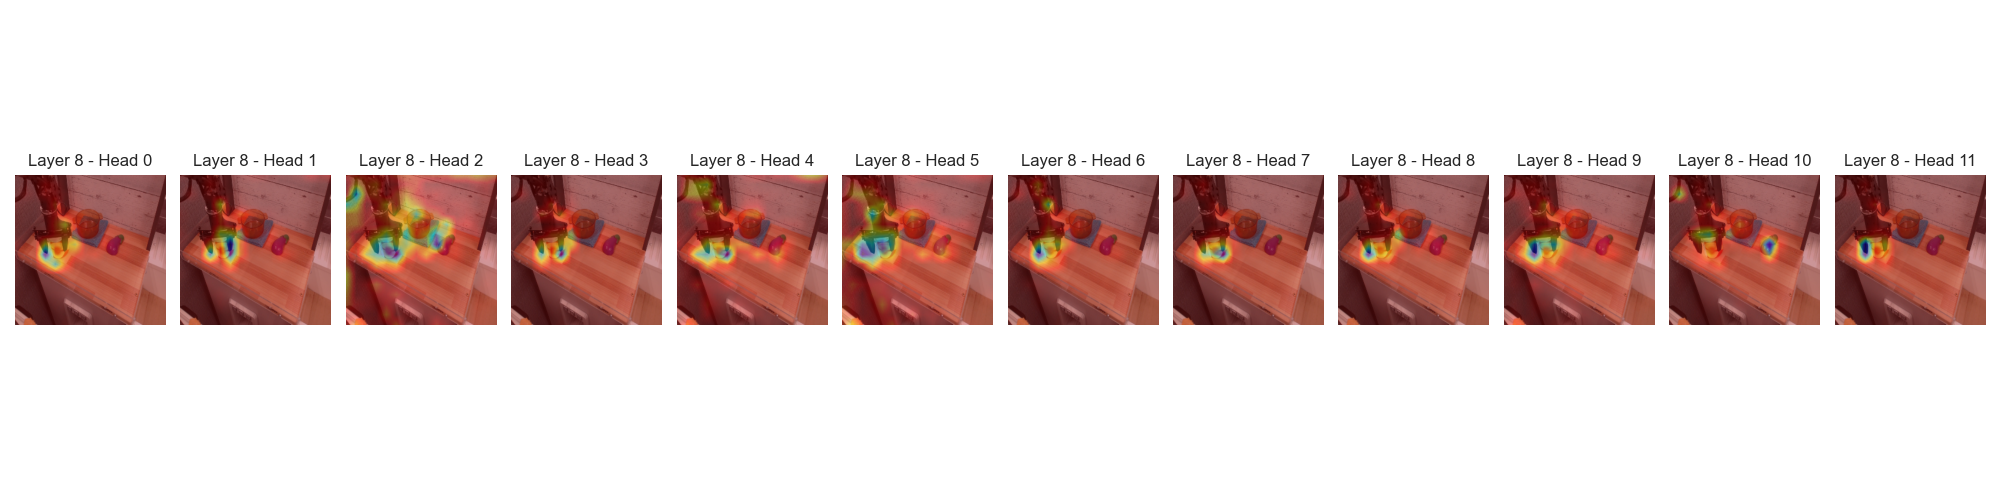 Layer 8 - Head 0
Layer 8 - Head 1
Layer 8 - Head 2
Layer 8 - Head 3
Layer 8 - Head 4
Layer 8 - Head 5
Layer 8 - Head 6
Layer 8 - Head 7
Layer 8 - Head 8
Layer 8 - Head 9
Layer 8 - Head 10
Layer 8 - Head 11